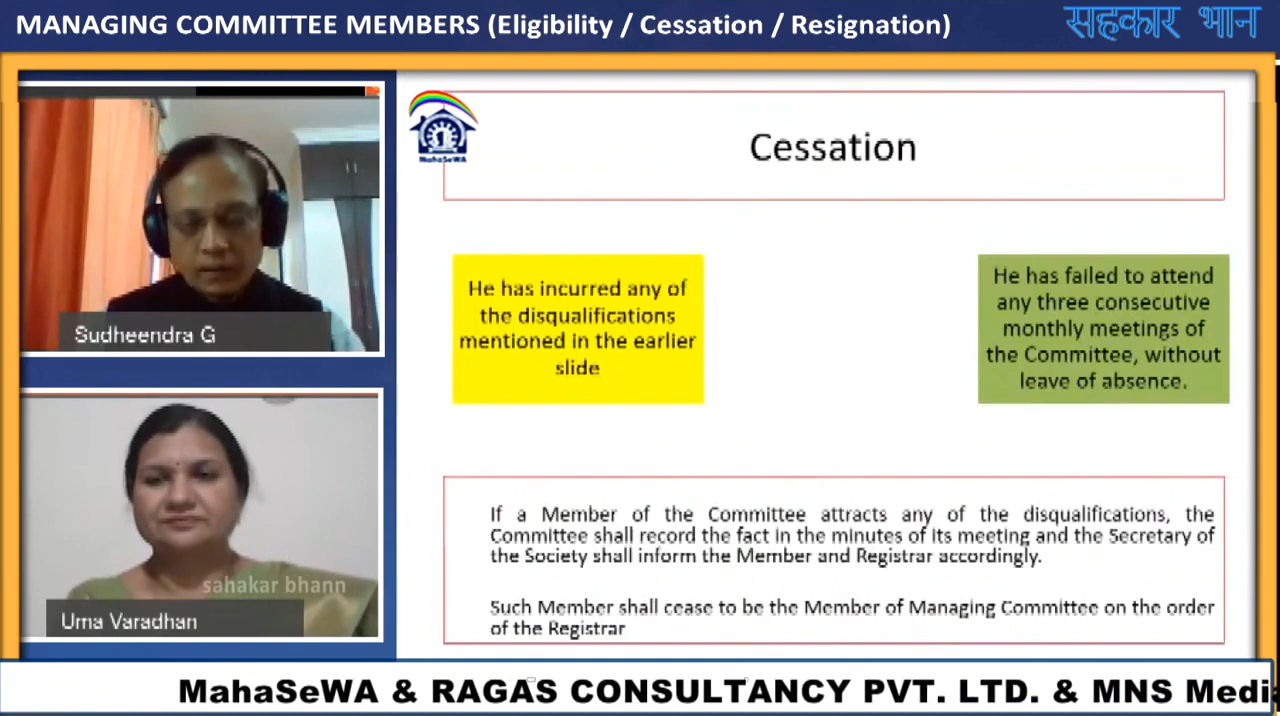 MANAGING COMMITTEE MEMBERS (Eligibility / Cessation / Resignation)
सहकार भान
MahaSeWA
Cessation
He has incurred any of
the disqualifications
mentioned in the earlier
slide
He has failed to attend
any three consecutive
monthly meetings of
the Committee, without
leave of absence.
Sudheendra G
If a Member of the Committee attracts any of the disqualifications, the
Committee shall record the fact in the minutes of its meeting and the Secretary of
the Society shall inform the Member and Registrar accordingly.
Such Member shall cease to be the Member of Managing Committee on the order
of the Registrar
sahakar bhann
Uma Varadhan
MahaSeWA & RAGAS CONSULTANCY PVT. LTD. & MNS Medi